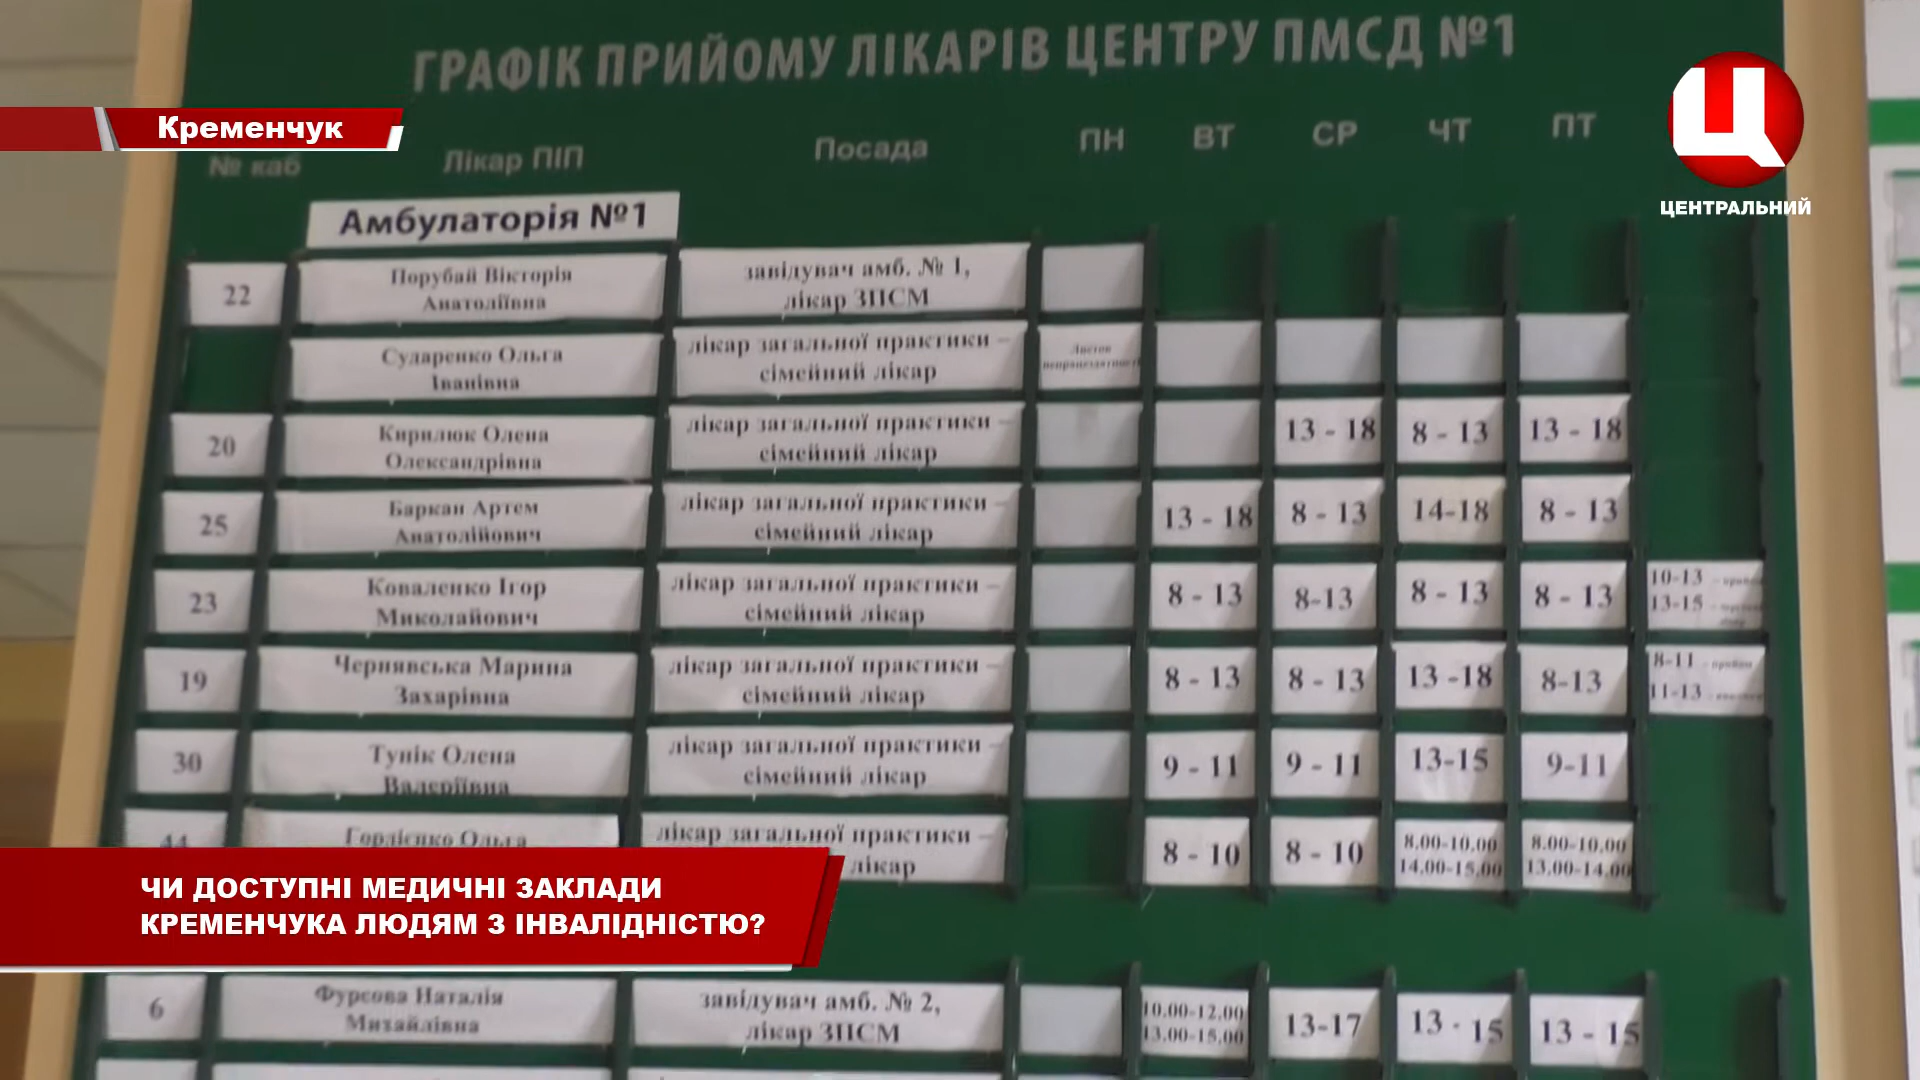 ГРАФІК ПРИЙОМУ ЛІКАРІВ ЦЕНТРУ ПМСД №1
Кременчук
ЦЕНТРАЛЬНИЙ
№ каб Лікар ПІП Посада ПН ВТ СР ЧТ ПТ
Амбулаторія №1
22 Порубай Вікторія Анатоліївна завідувач амб. № 1, лікар ЗПСМ
Сударенко Ольга Іванівна лікар загальної практики – сімейний лікар Листок непрацездатності
20 Кирилюк Олена Олександрівна лікар загальної практики – сімейний лікар 13 - 18 8 - 13 13 - 18
25 Баркан Артем Анатолійович лікар загальної практики – сімейний лікар 13 - 18 8 - 13 14-18 8 - 13
23 Коваленко Ігор Миколайович лікар загальної практики – сімейний лікар 8 - 13 8-13 8 - 13 8 - 13 10-13 13-15
19 Чернявська Марина Захарівна лікар загальної практики – сімейний лікар 8 - 13 8 - 13 13 -18 8-13 8-11 - прийом 11-13
30 Тунік Олена Валеріївна лікар загальної практики – сімейний лікар 9 - 11 9 - 11 13-15 9-11
44 Гордієнко Ольга лікар загальної практики – лікар 8 - 10 8 - 10 8.00-10.00 14.00-15.00 8.00-10.00 13.00-14.00
ЧИ ДОСТУПНІ МЕДИЧНІ ЗАКЛАДИ
КРЕМЕНЧУКА ЛЮДЯМ З ІНВАЛІДНІСТЮ?
6 Фурсова Наталія Михайлівна завідувач амб. № 2, лікар ЗПСМ 10.00-12.00 13.00-15.00 13-17 13 - 15 13 - 15